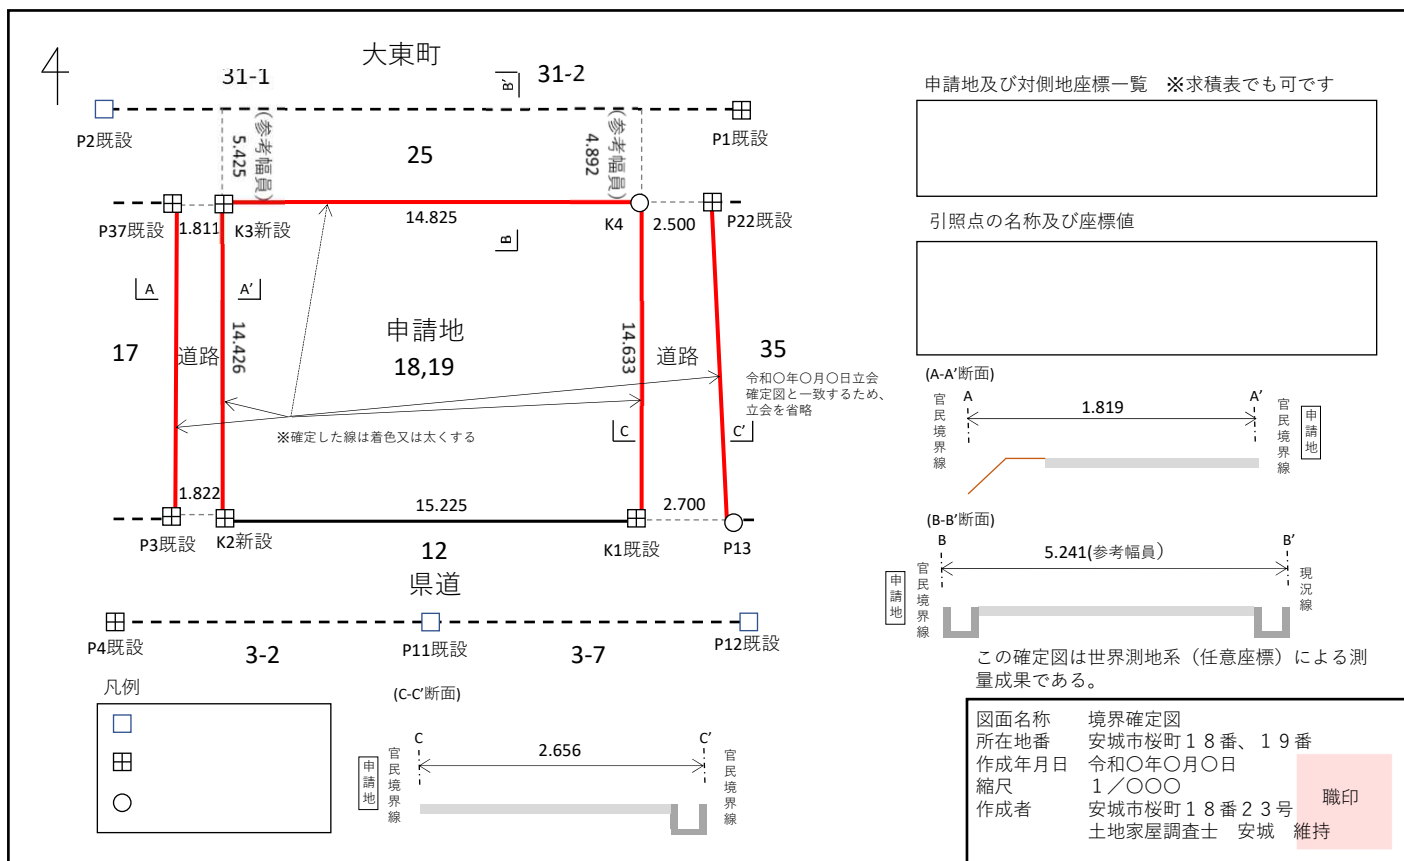 大東町
31-1
31-2
B'
P2既設
P1既設
(参考幅員)
5.425
(参考幅員)
4.892
25
P37既設
1.811
K3新設
14.825
K4
2.500
P22既設
B
A
A’
17
道路
14.426
申請地
18,19
14.633
道路
35
令和〇年〇月〇日立会
確定図と一致するため、
立会を省略
※確定した線は着色又は太くする
C
C’
1.822
15.225
2.700
P3既設
K2新設
K1既設
P13
12
県道
P4既設
3-2
P11既設
3-7
P12既設
凡例
(C-C’断面)
C
C’
2.656
申請地
官民境界線
官民境界線
申請地及び対側地座標一覧　※求積表でも可です
引照点の名称及び座標値
(A-A’断面)
A
A’
官民境界線
1.819
官民境界線
申請地
(B-B’断面)
B
B’
5.241(参考幅員）
申請地
官民境界線
現況線
この確定図は世界測地系（任意座標）による測
量成果である。
図面名称　境界確定図
所在地番　安城市桜町１８番、１９番
作成年月日　令和〇年〇月〇日
縮尺　１／〇〇〇
作成者　安城市桜町１８番２３号
土地家屋調査士　安城　維持
職印